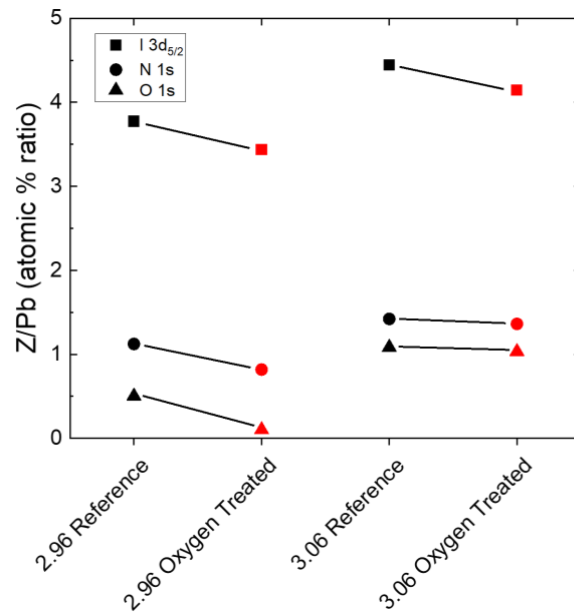 5
I 3d5/2
N 1s
O 1s
4
3
2
1
0
Z/Pb (atomic % ratio)
2.96 Reference
2.96 Oxygen Treated
3.06 Reference
3.06 Oxygen Treated